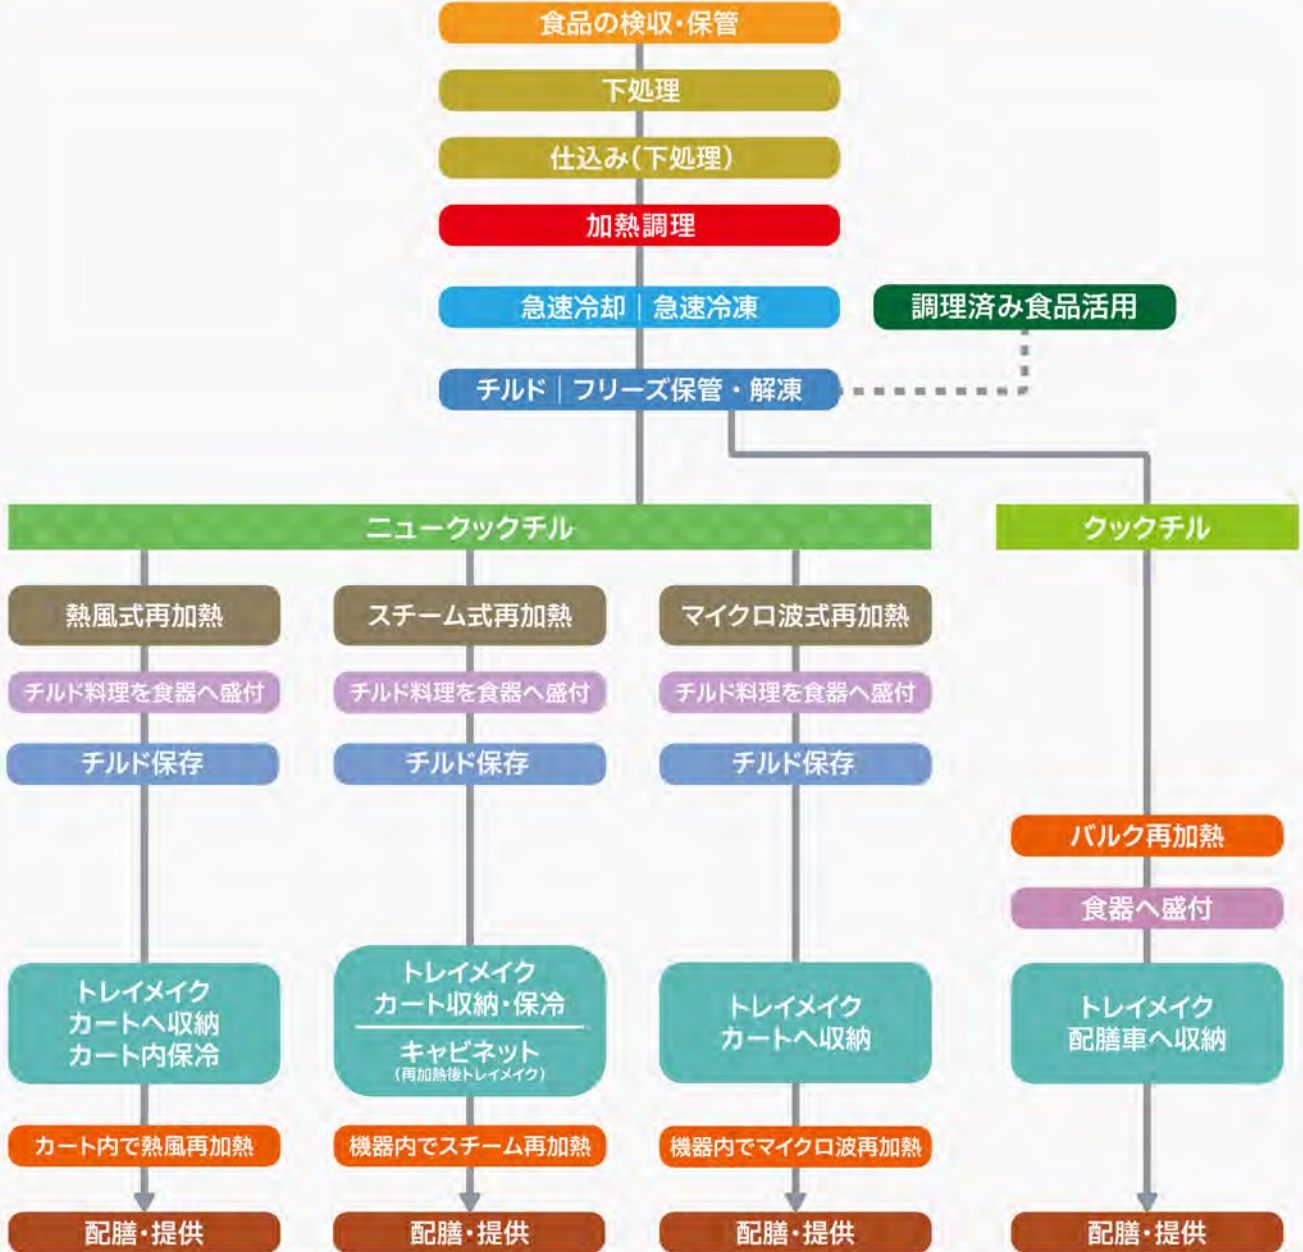 食品の検収・保管
下処理
仕込み(下処理)
加熱調理
急速冷却｜急速冷凍
調理済み食品活用
チルド｜フリーズ保管・解凍
ニュークックチル
クックチル
熱風式再加熱
スチーム式再加熱
マイクロ波式再加熱
チルド料理を食器へ盛付
チルド料理を食器へ盛付
チルド料理を食器へ盛付
チルド保存
チルド保存
チルド保存
バルク再加熱
食器へ盛付
トレイメイク
カートへ収納
カート内保冷
トレイメイク
カート収納・保冷
キャビネット
(再加熱後トレイメイク)
トレイメイク
カートへ収納
トレイメイク
配膳車へ収納
カート内で熱風再加熱
機器内でスチーム再加熱
機器内でマイクロ波再加熱
配膳・提供
配膳・提供
配膳・提供
配膳・提供